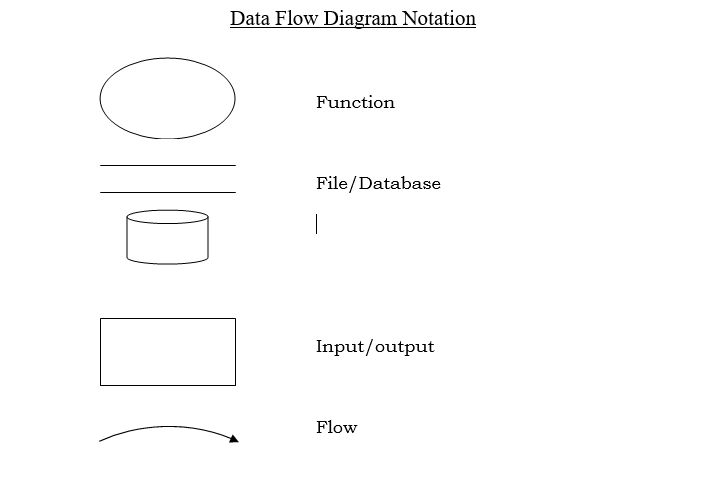 Data Flow Diagram Notation
Function
File/Database
Input/output
Flow